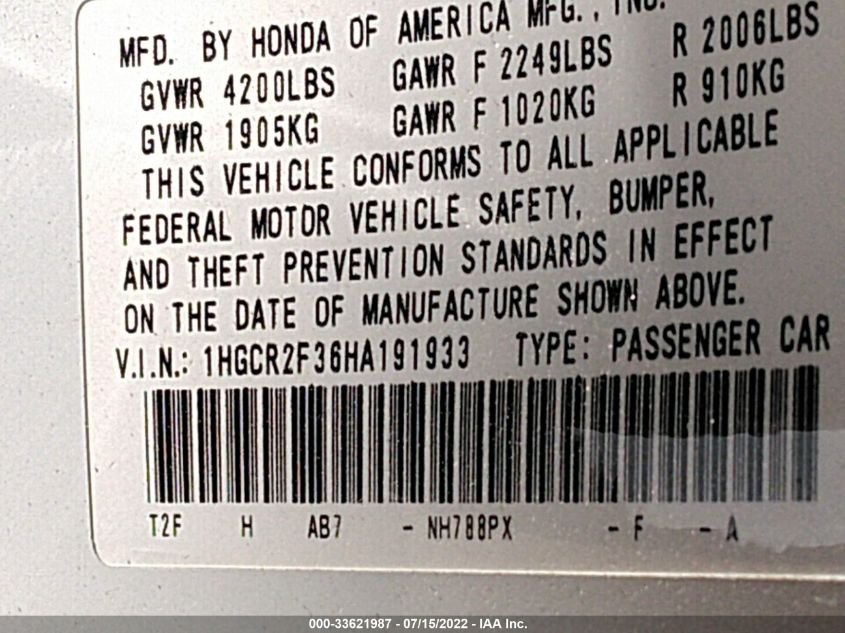 MFD. BY HONDA OF AMERICA MFG., INC.
GVWR 4200LBS GAWR F 2249LBS R 2006LBS
GVWR 1905KG GAWR F 1020KG R 910KG
THIS VEHICLE CONFORMS TO ALL APPLICABLE
FEDERAL MOTOR VEHICLE SAFETY, BUMPER,
AND THEFT PREVENTION STANDARDS IN EFFECT
ON THE DATE OF MANUFACTURE SHOWN ABOVE.
V.I.N.: 1HGCR2F36HA191933 TYPE: PASSENGER CAR
T2F H AB7 - NH788PX - F - A
000-33621987 - 07/15/2022 - IAA Inc.